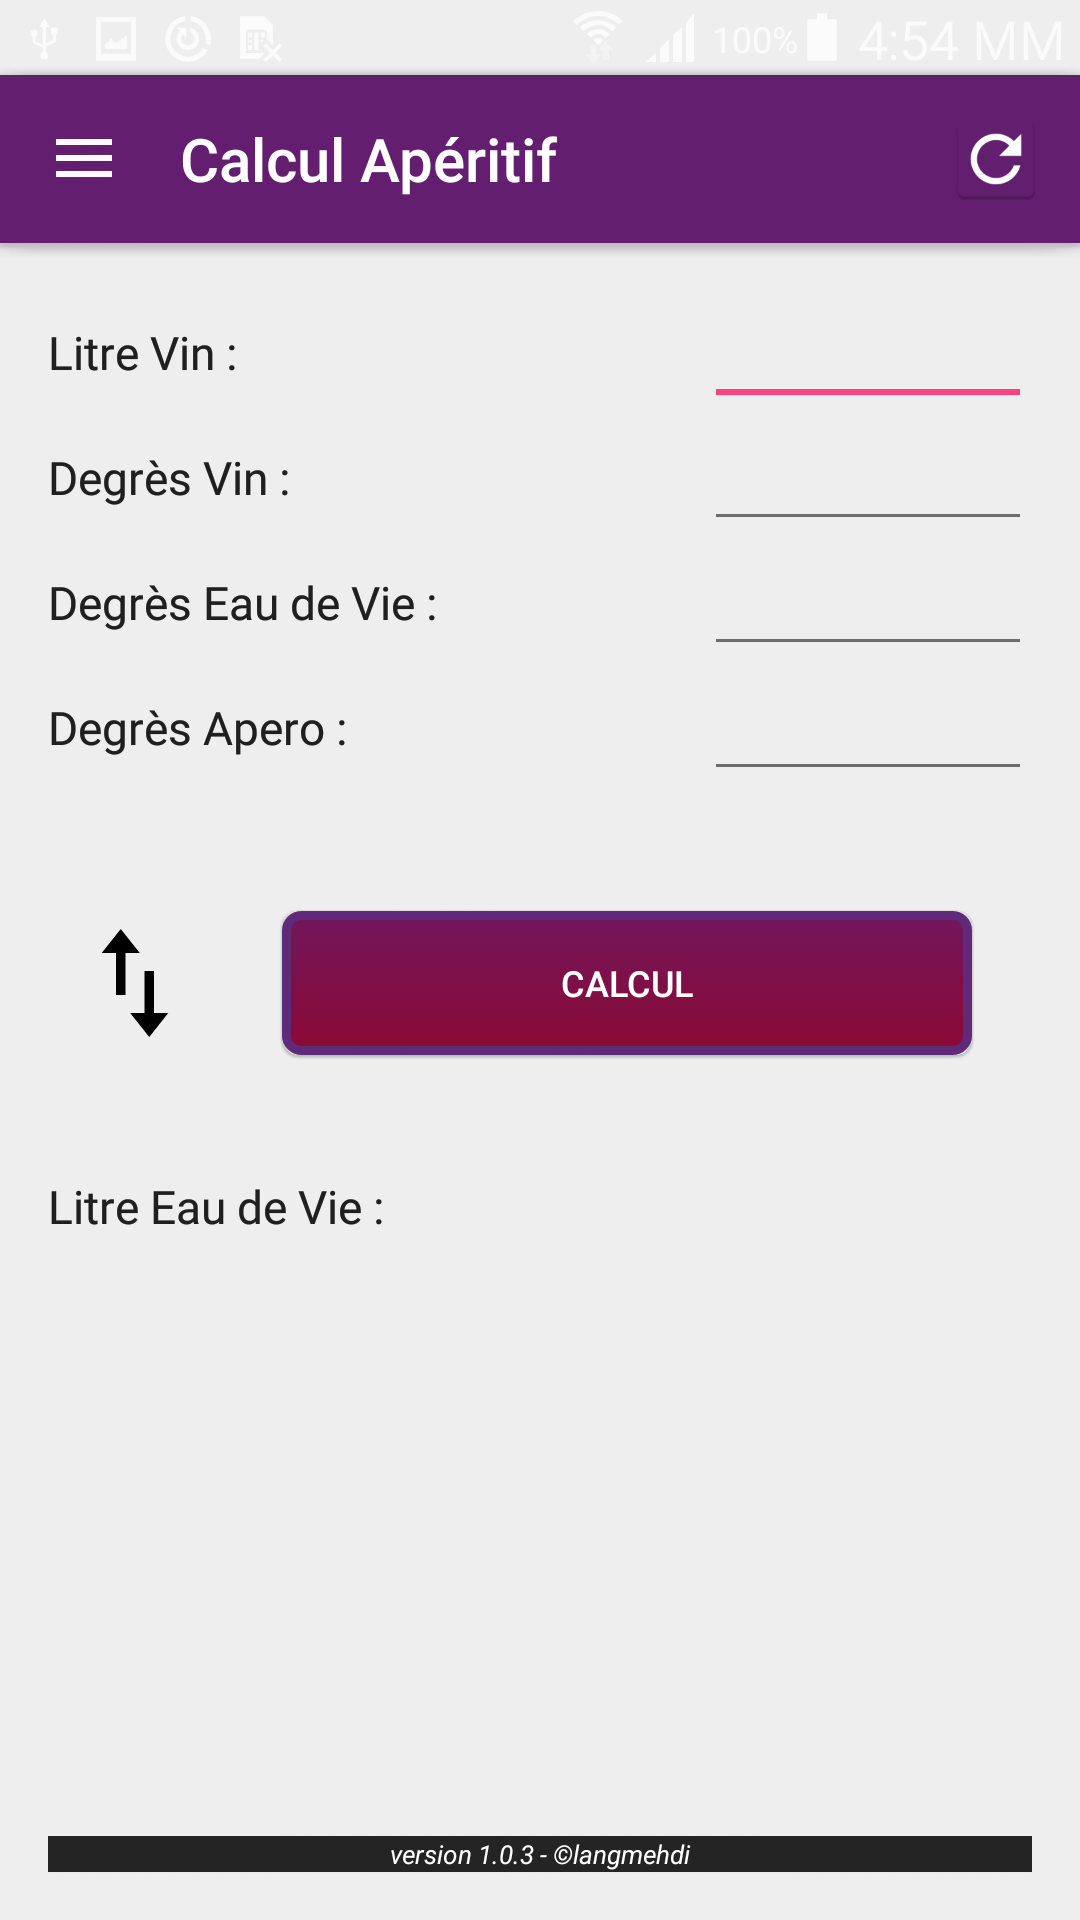 100% 4:54 MM
Calcul Apéritif
Litre Vin :
Degrès Vin :
Degrès Eau de Vie :
Degrès Apero :
CALCUL
Litre Eau de Vie :
version 1.0.3 - ©langmehdi